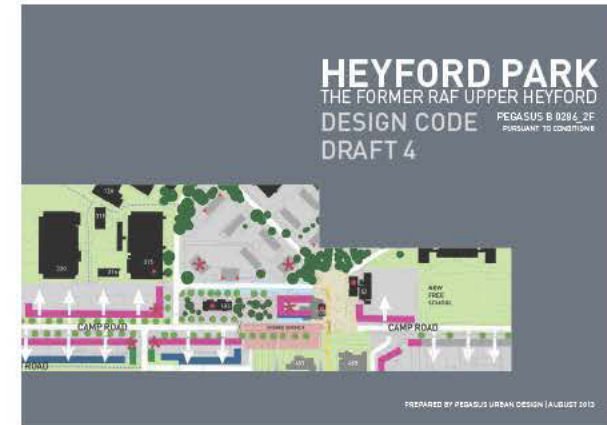 HEYFORD PARK
THE FORMER RAF UPPER HEYFORD
DESIGN CODE
DRAFT 4
PEGASUS B.0286_2F
PURSUANT TO CONDITION 8
315
CAMP ROAD
CAMP ROAD
ROAD
NEW
FREE
SCHOOL
PREPARED BY PEGASUS URBAN DESIGN | AUGUST 2013